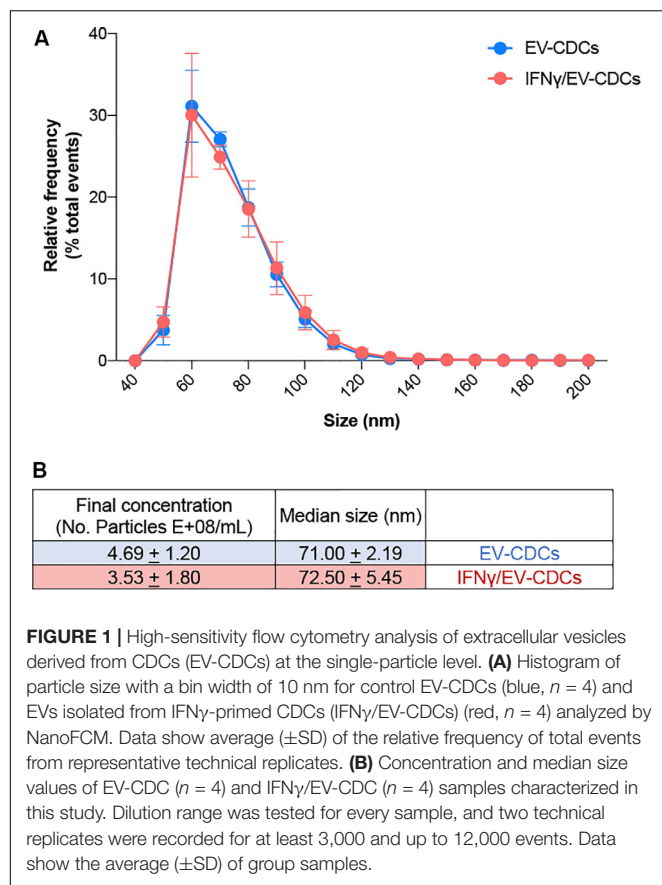 A
40
30
20
10
0
Relative frequency
(% total events)
EV-CDCs
IFNγ/EV-CDCs
40 60 80 100 120 140 160 180 200
Size (nm)
B
Final concentration
(No. Particles E+08/mL) Median size (nm)
4.69 ± 1.20 71.00 ± 2.19 EV-CDCs
3.53 ± 1.80 72.50 ± 5.45 IFNγ/EV-CDCs
FIGURE 1 | High-sensitivity flow cytometry analysis of extracellular vesicles
derived from CDCs (EV-CDCs) at the single-particle level. (A) Histogram of
particle size with a bin width of 10 nm for control EV-CDCs (blue, n = 4) and
EVs isolated from IFNγ-primed CDCs (IFNγ/EV-CDCs) (red, n = 4) analyzed by
NanoFCM. Data show average (±SD) of the relative frequency of total events
from representative technical replicates. (B) Concentration and median size
values of EV-CDC (n = 4) and IFNγ/EV-CDC (n = 4) samples characterized in
this study. Dilution range was tested for every sample, and two technical
replicates were recorded for at least 3,000 and up to 12,000 events. Data
show the average (±SD) of group samples.